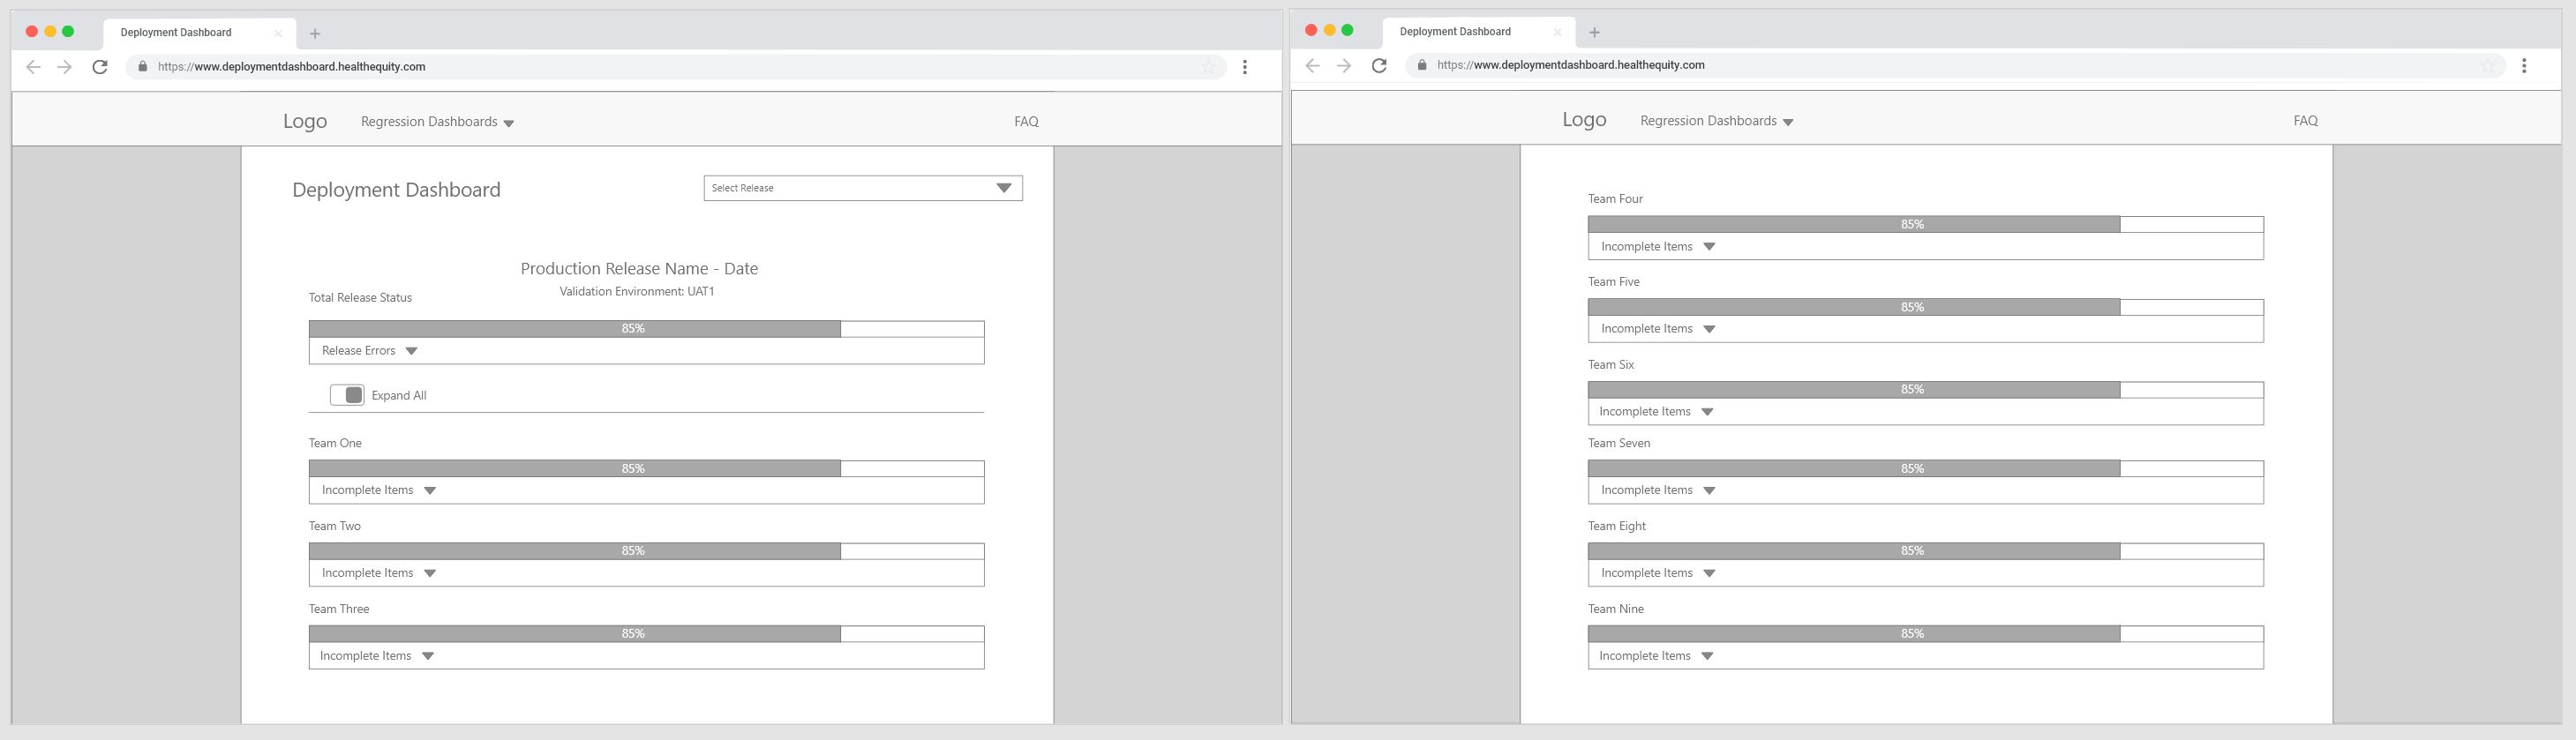 Deployment Dashboard
https://www.deploymentdashboard.healthequity.com
Logo
Regression Dashboards
FAQ
Deployment Dashboard
Select Release
Production Release Name - Date
Validation Environment: UAT1
Total Release Status
85%
Release Errors
Expand All
Team One
85%
Incomplete Items
Team Two
85%
Incomplete Items
Team Three
85%
Incomplete Items
Deployment Dashboard
https://www.deploymentdashboard.healthequity.com
Logo
Regression Dashboards
FAQ
Team Four
85%
Incomplete Items
Team Five
85%
Incomplete Items
Team Six
85%
Incomplete Items
Team Seven
85%
Incomplete Items
Team Eight
85%
Incomplete Items
Team Nine
85%
Incomplete Items